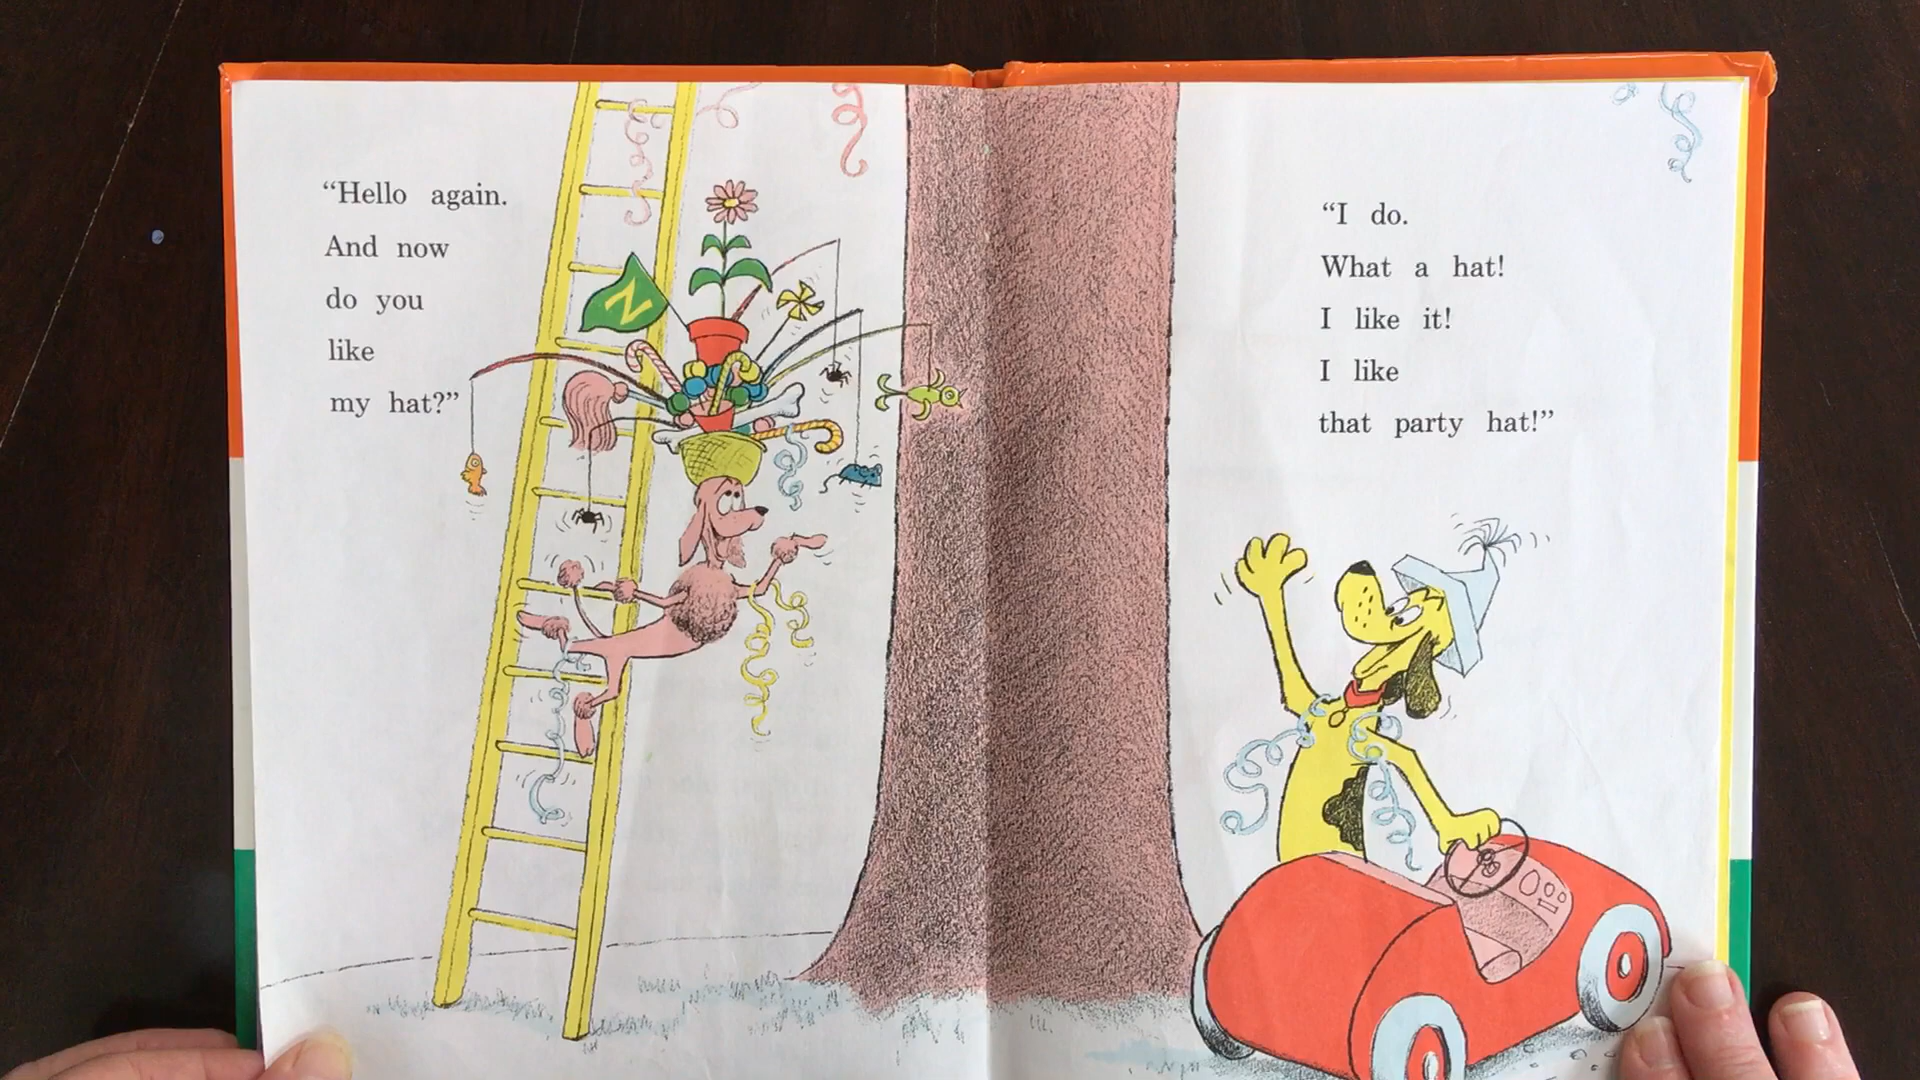 “Hello again.
And now
do you
like
my hat?”
N
“I do.
What a hat!
I like it!
I like
that party hat!”